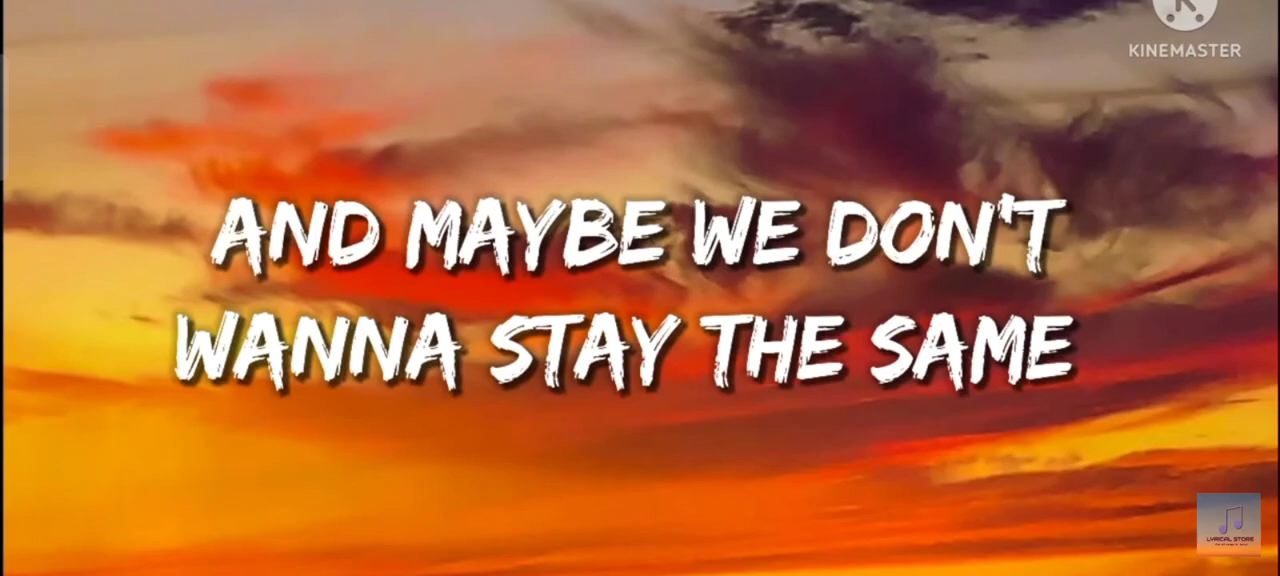 KINEMASTER
AND MAYBE WE DON'T
WANNA STAY THE SAME
LYRICAL STORE